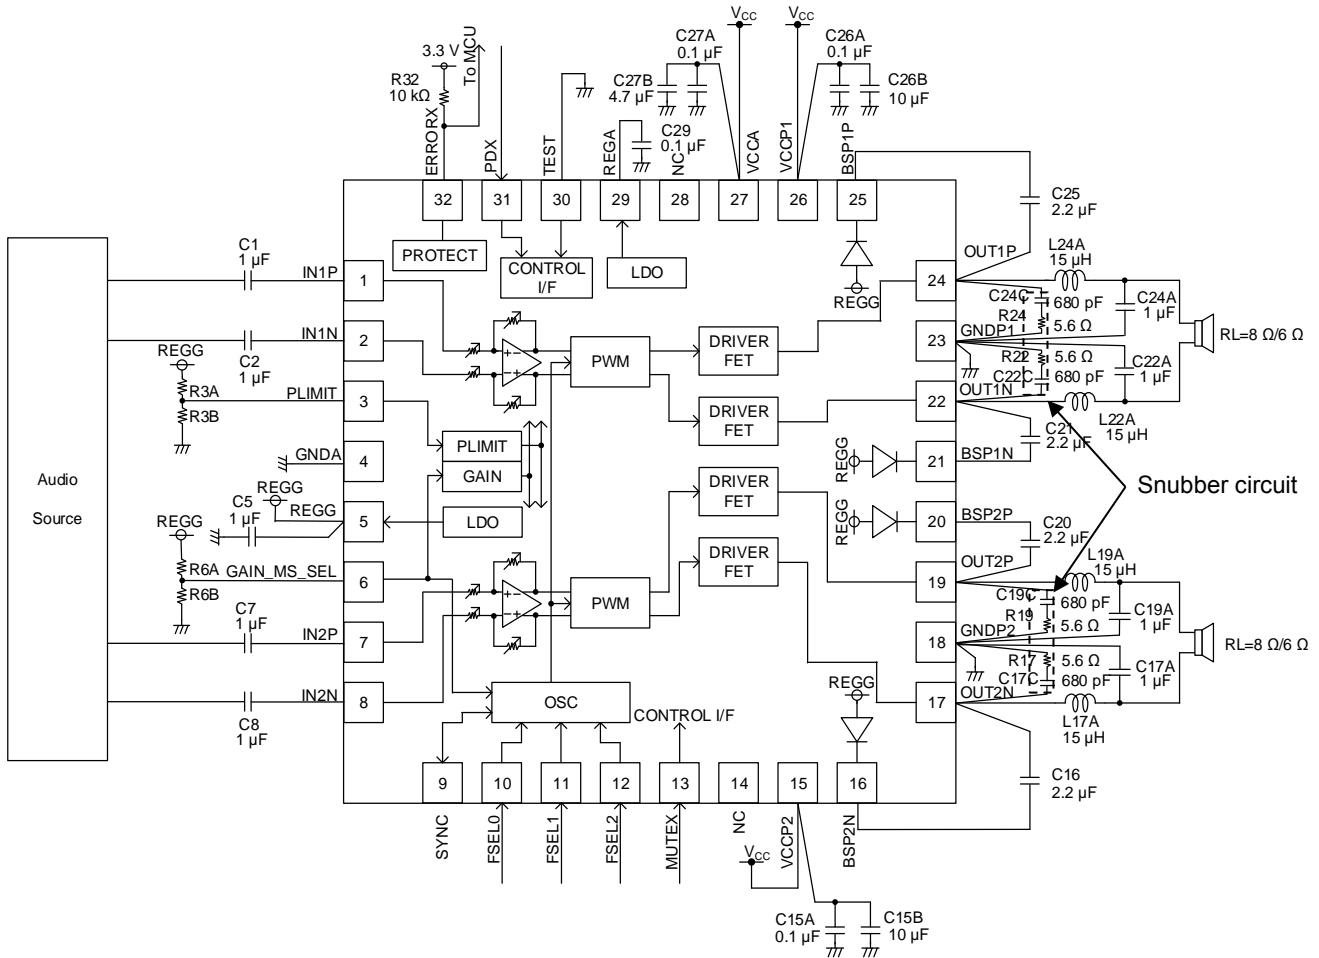 V_CC
V_CC
C27A
0.1 µF
C26A
0.1 µF
3.3 V
To MCU
R32
10 kΩ
C27B
4.7 µF
C26B
10 µF
ERRORX
PDX
TEST
REGA
C29
0.1 µF
NC
VCCA
VCCP1
BSP1P
32
31
30
29
28
27
26
25
C25
2.2 µF
PROTECT
CONTROL
I/F
LDO
REGG
OUT1P
L24A
15 µH
C1
1 µF
IN1P
1
24
C24C
680 pF
C24A
1 µF
R24
5.6 Ω
IN1N
2
DRIVER
FET
23
GNDP1
RL=8 Ω/6 Ω
REGG
C2
1 µF
PWM
R22
5.6 Ω
C22A
1 µF
C22C
680 pF
R3A
PLIMIT
3
DRIVER
FET
22
OUT1N
R3B
L22A
15 µH
C21
2.2 µF
PLIMIT
GNDA
4
REGG
21
BSP1N
GAIN
Audio
Source
Snubber circuit
REGG
C5
1 µF
REGG
5
LDO
DRIVER
FET
REGG
20
BSP2P
C20
2.2 µF
REGG
DRIVER
FET
OUT2P
L19A
15 µH
R6A
GAIN_MS_SEL
6
19
R6B
C19C
680 pF
C19A
1 µF
PWM
R19
5.6 Ω
C7
1 µF
IN2P
7
18
GNDP2
RL=8 Ω/6 Ω
R17
5.6 Ω
C17A
1 µF
C17C
680 pF
REGG
IN2N
8
OSC
17
OUT2N
C8
1 µF
CONTROL I/F
L17A
15 µH
9
10
11
12
13
14
15
16
C16
2.2 µF
SYNC
FSEL0
FSEL1
FSEL2
MUTEX
NC
VCCP2
BSP2N
V_CC
C15A
0.1 µF
C15B
10 µF